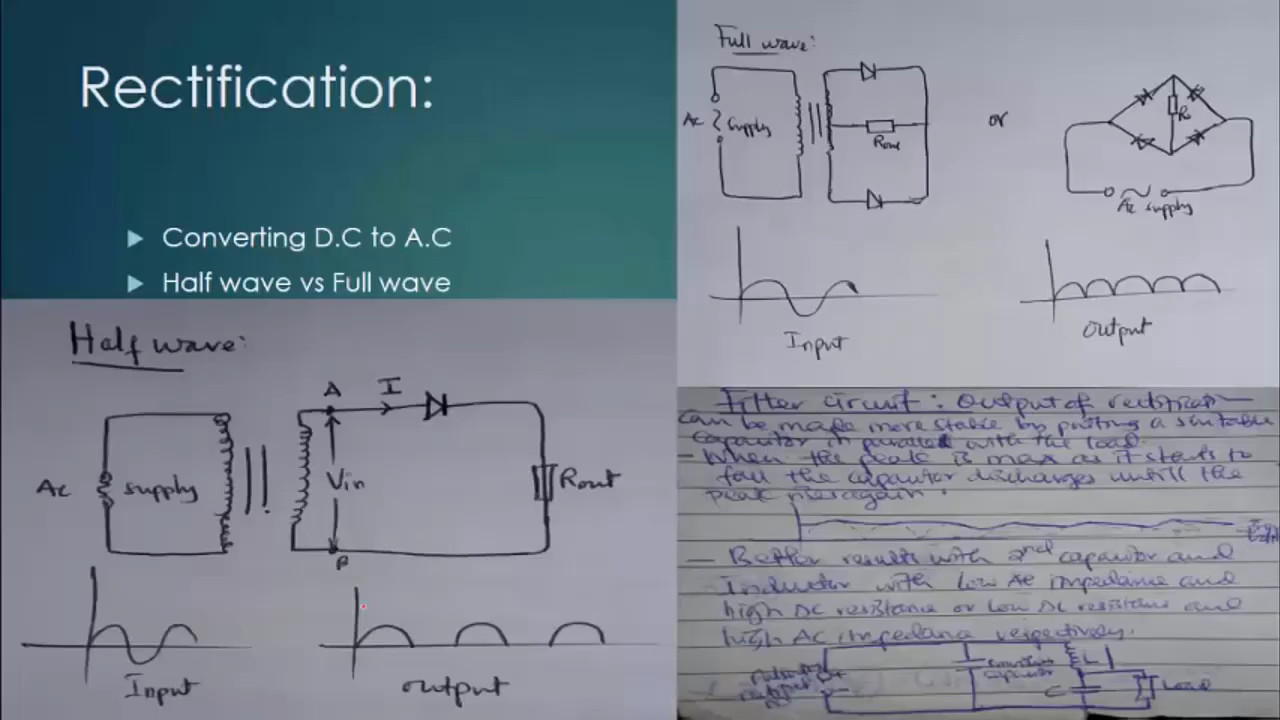 Rectification:
Converting D.C to A.C
Half wave vs Full wave
Half wave:
A I
Ac supply Vin Rout
B
Input output
Full wave:
Ac supply Rout or R
Ac supply
Input output
Filter circuit: Output of
can be made more stable by putting a suitable
capacitor in parallel with the load.
- When the peak is max as it starts to
fall the capacitor discharges untill the
peak again.
- Better results with 2nd capacitor and
Inductor with low Ac impedance and
high DC resistance or low DC resistance and
high AC impedance respectively.
L
capacitor
C Load